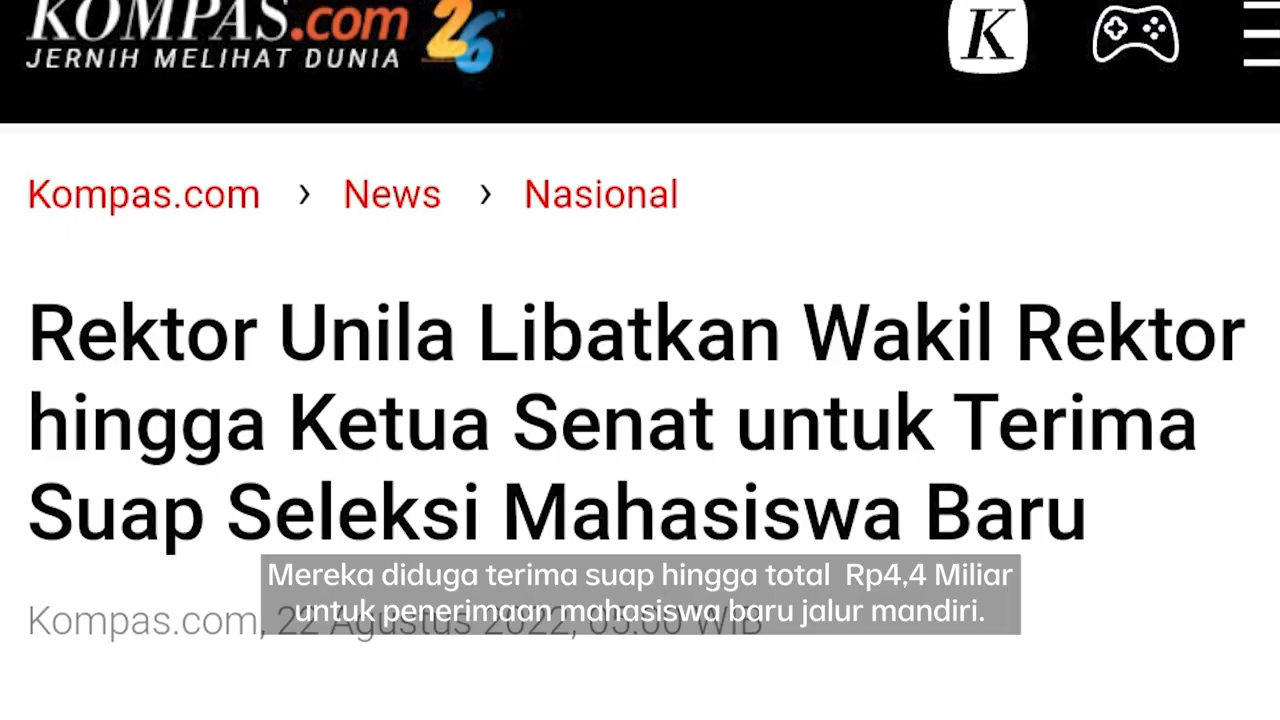 KOMPAS.com 26
JERNIH MELIHAT DUNIA
K
Kompas.com › News › Nasional
Rektor Unila Libatkan Wakil Rektor
hingga Ketua Senat untuk Terima
Suap Seleksi Mahasiswa Baru
Mereka diduga terima suap hingga total Rp4,4 Miliar
untuk penerimaan mahasiswa baru jalur mandiri.
Kompas.com, 22 Agustus 2022, 05:00 WIB